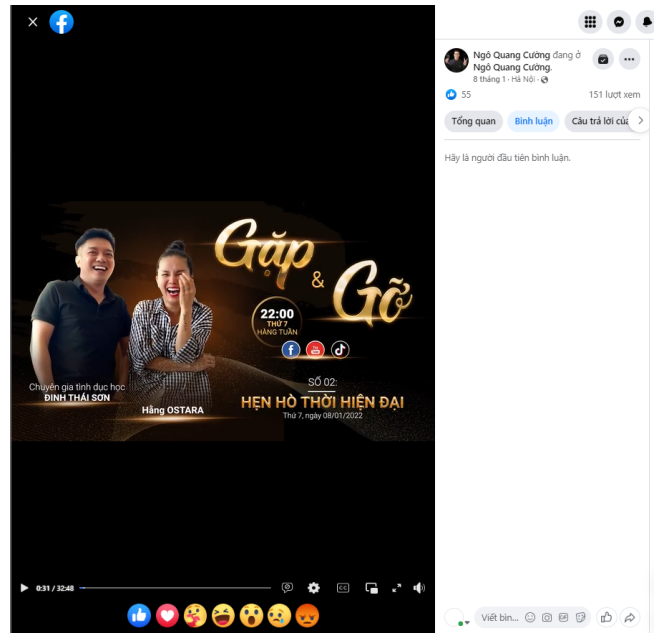 Gặp
&
Gỡ
22:00
THỨ 7
HÀNG TUẦN
SỐ 02:
HẸN HÒ THỜI HIỆN ĐẠI
Thứ 7, ngày 08/01/2022
Chuyên gia tình dục học
ĐINH THÁI SƠN
Hằng OSTARA
0:31 / 32:48
Ngô Quang Cường đang ở
Ngô Quang Cường.
8 tháng 1 · Hà Nội ·
55
151 lượt xem
Tổng quan
Bình luận
Câu trả lời của
Hãy là người đầu tiên bình luận.
Viết bìn...